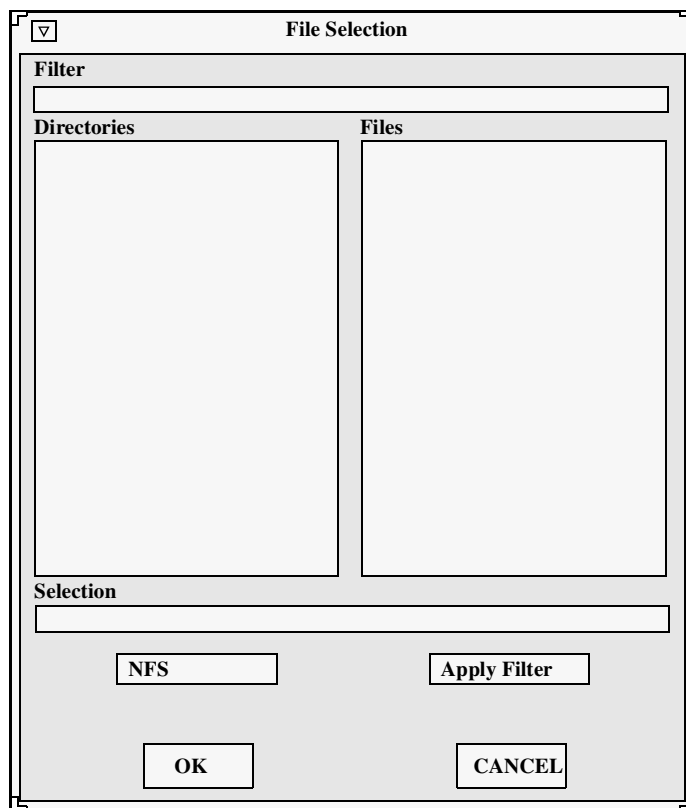 File Selection
Filter
Directories
Files
Selection
NFS
Apply Filter
OK
CANCEL